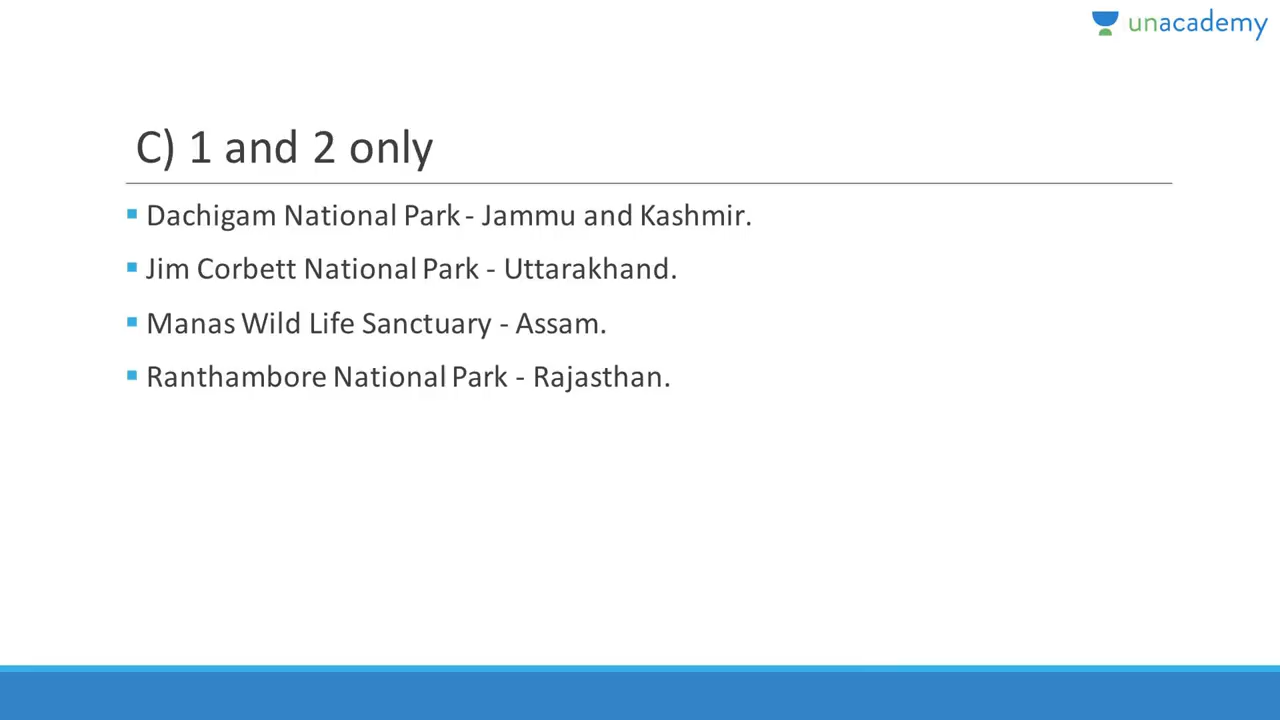 unacademy
C) 1 and 2 only
Dachigam National Park - Jammu and Kashmir.
Jim Corbett National Park - Uttarakhand.
Manas Wild Life Sanctuary - Assam.
Ranthambore National Park - Rajasthan.